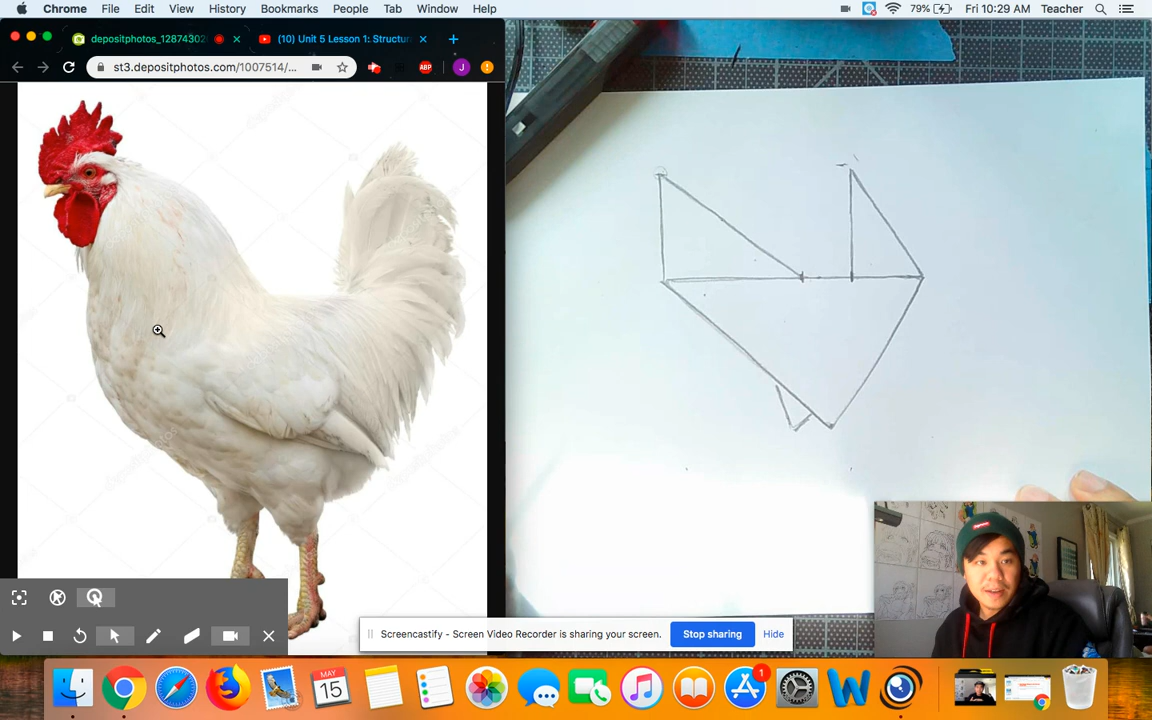 Chrome File Edit View History Bookmarks People Tab Window Help 79% Fri 10:29 AM Teacher
depositphotos_12874302 (10) Unit 5 Lesson 1: Structur
st3.depositphotos.com/1007514/... ABP J
Screencastify - Screen Video Recorder is sharing your screen. Stop sharing Hide
MAY
15
1